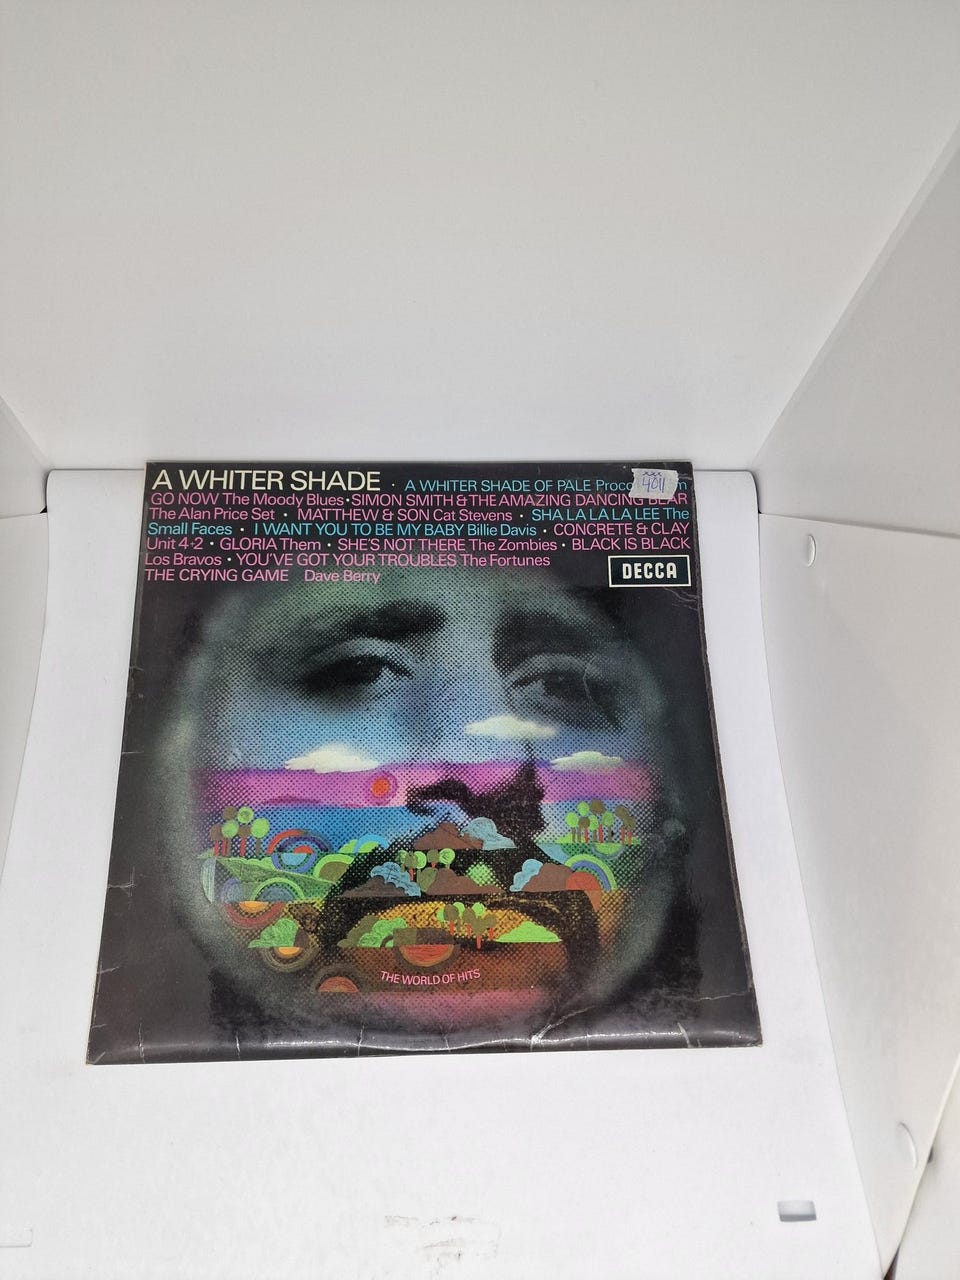 A WHITER SHADE · A WHITER SHADE OF PALE
GO NOW The Moody Blues • SIMON SMITH & THE AMAZING DANCING BEAR
The Alan Price Set • MATTHEW & SON Cat Stevens • SHA LA LA LA LEE The
Small Faces • I WANT YOU TO BE MY BABY Billie Davis • CONCRETE & CLAY
Unit 4+2 • GLORIA Them • SHE'S NOT THERE The Zombies • BLACK IS BLACK
Los Bravos • YOU'VE GOT YOUR TROUBLES The Fortunes
THE CRYING GAME Dave Berry
4011
DECCA
THE WORLD OF HITS